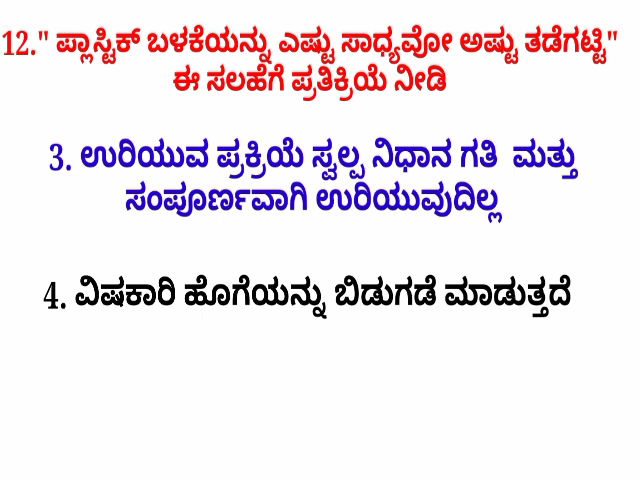 12." ಪ್ಲಾಸ್ಟಿಕ್ ಬಳಕೆಯನ್ನು ಎಷ್ಟು ಸಾಧ್ಯವೋ ಅಷ್ಟು ತಡೆಗಟ್ಟಿ"
ಈ ಸಲಹೆಗೆ ಪ್ರತಿಕ್ರಿಯೆ ನೀಡಿ
3. ಉರಿಯುವ ಪ್ರಕ್ರಿಯೆ ಸ್ವಲ್ಪ ನಿಧಾನ ಗತಿ ಮತ್ತು
ಸಂಪೂರ್ಣವಾಗಿ ಉರಿಯುವುದಿಲ್ಲ
4. ವಿಷಕಾರಿ ಹೊಗೆಯನ್ನು ಬಿಡುಗಡೆ ಮಾಡುತ್ತದೆ